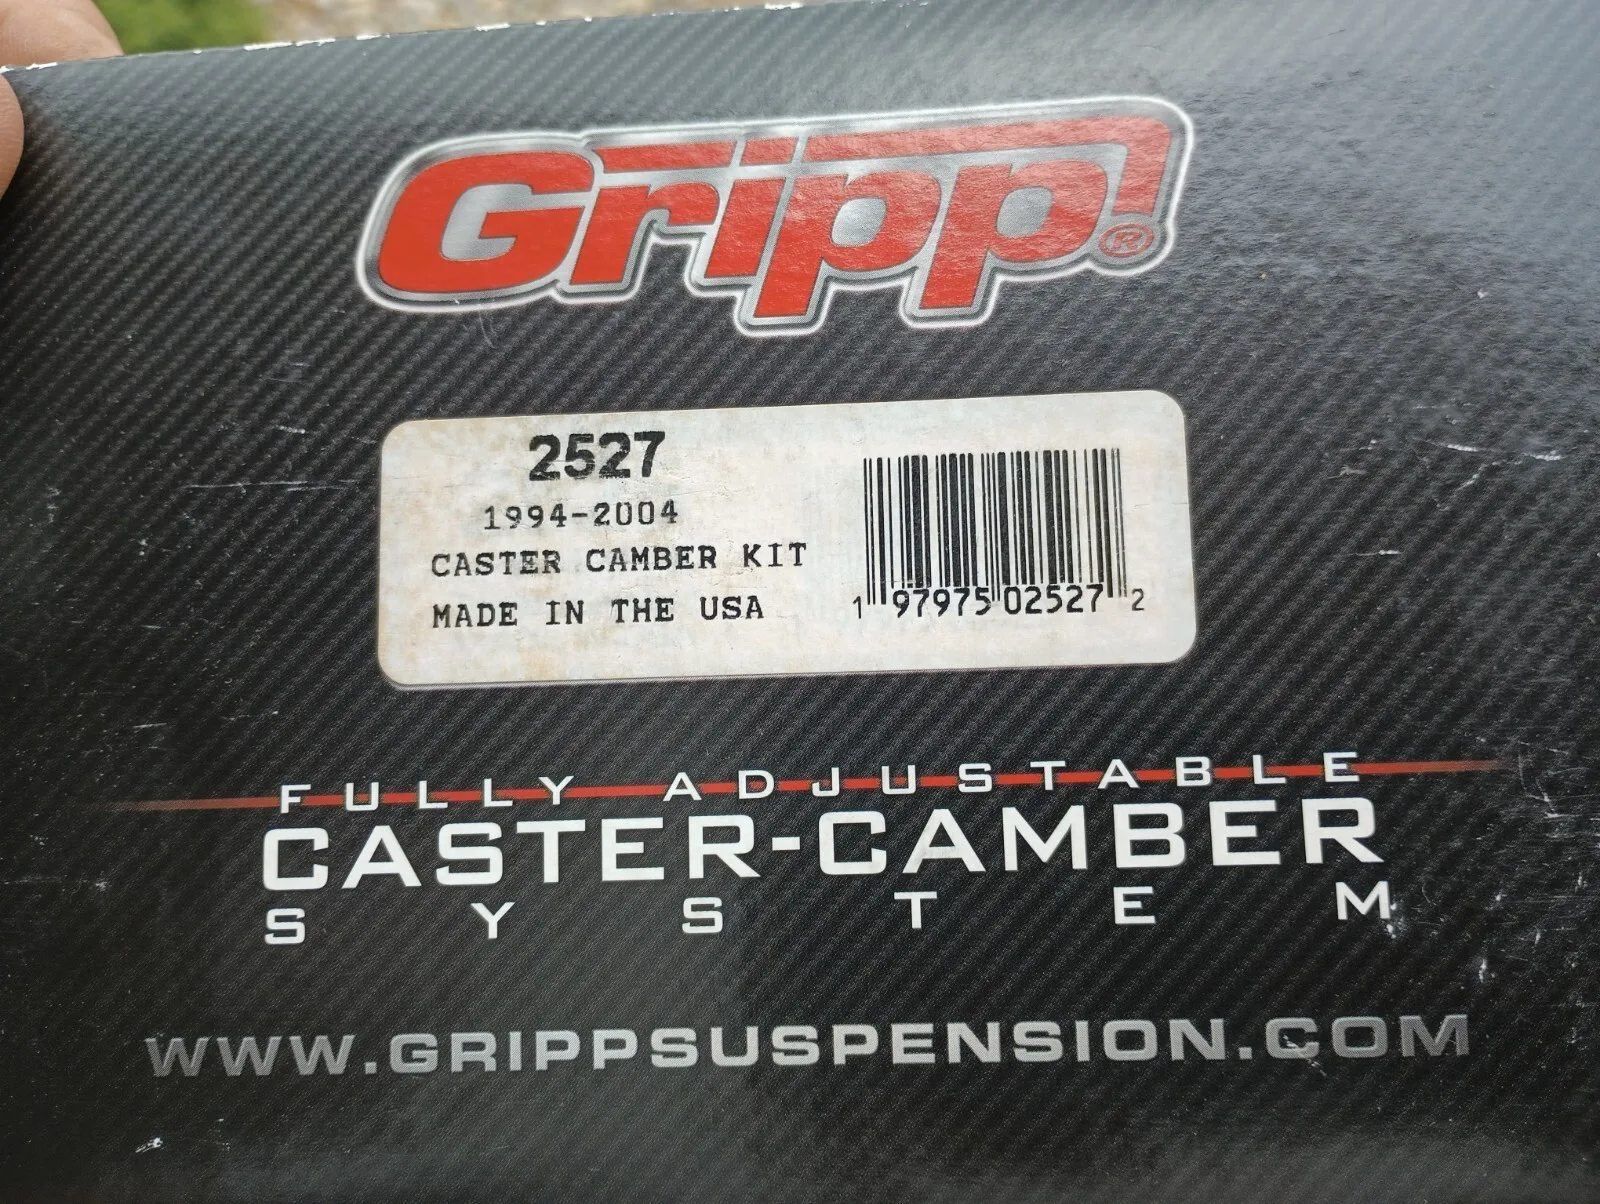 Gripp!®
2527
1994-2004
CASTER CAMBER KIT
MADE IN THE USA
1 97975 02527 2
FULLY ADJUSTABLE
CASTER-CAMBER
SYSTEM
WWW.GRIPPSUSPENSION.COM